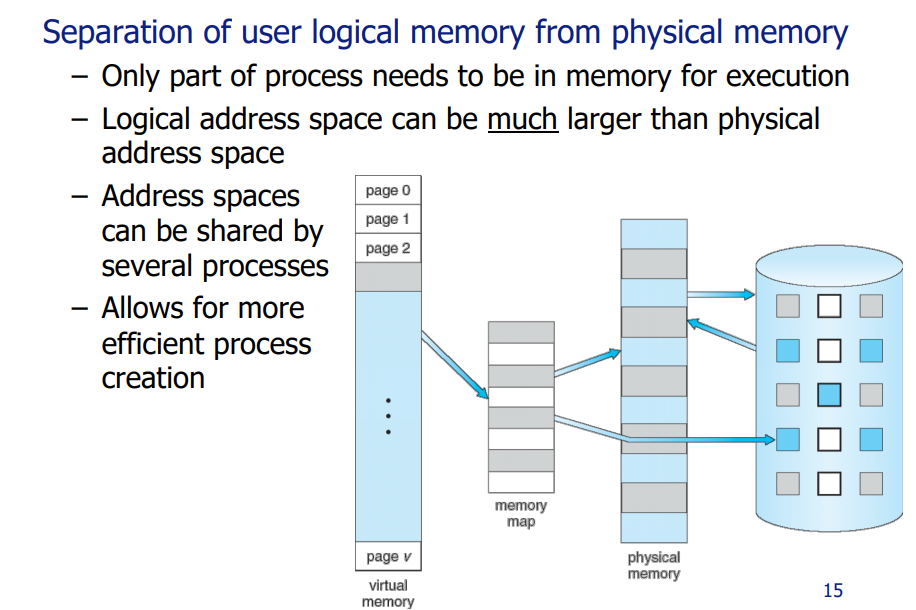 Separation of user logical memory from physical memory
– Only part of process needs to be in memory for execution
– Logical address space can be much larger than physical
address space
– Address spaces
can be shared by
several processes
– Allows for more
efficient process
creation
page 0
page 1
page 2
page v
virtual
memory
memory
map
physical
memory
15